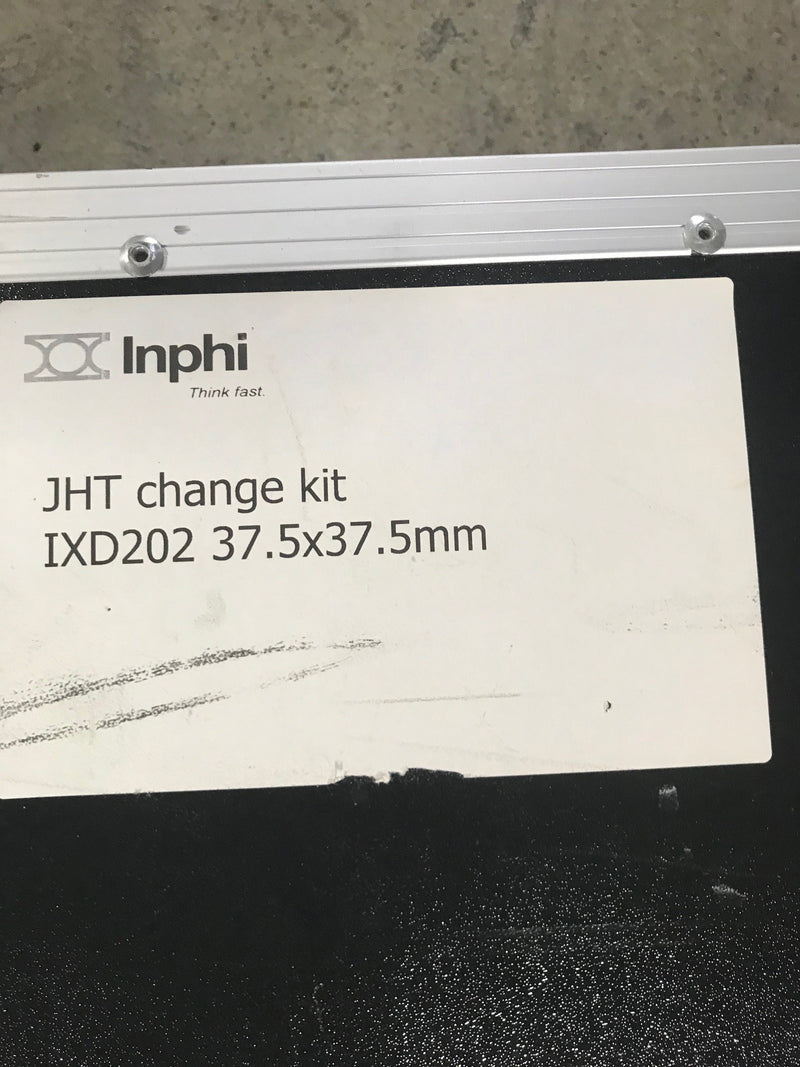 Inphi
Think fast.
JHT change kit
IXD202 37.5x37.5mm